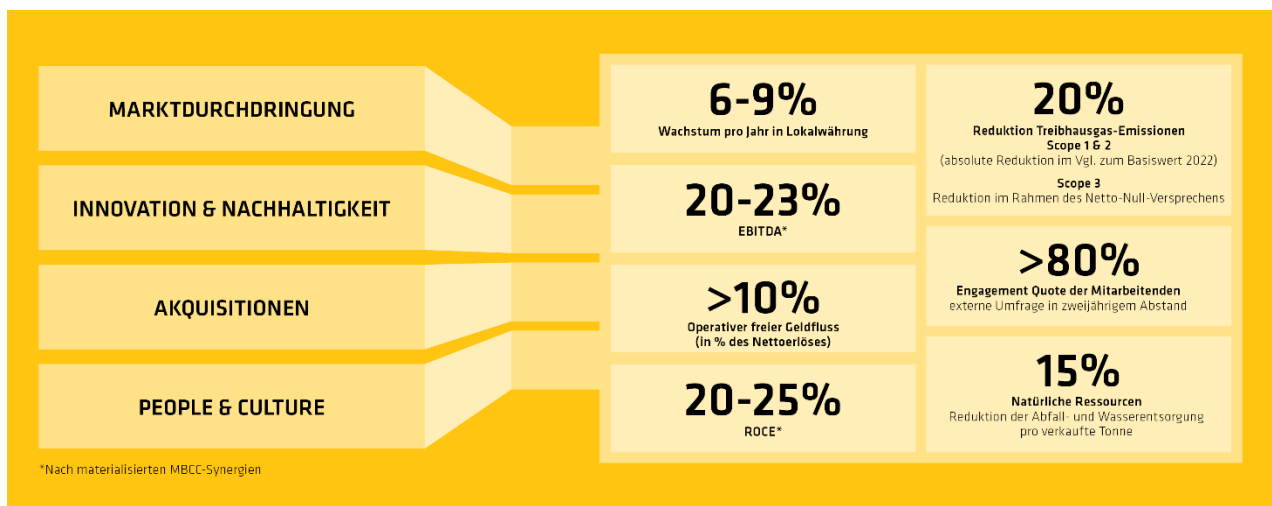 MARKTDURCHDRINGUNG
INNOVATION & NACHHALTIGKEIT
AKQUISITIONEN
PEOPLE & CULTURE
*Nach materialisierten MBCC-Synergien
6-9%
Wachstum pro Jahr in Lokalwährung
20-23%
EBITDA*
>10%
Operativer freier Geldfluss
(in % des Nettoerlöses)
20-25%
ROCE*
20%
Reduktion Treibhausgas-Emissionen
Scope 1 & 2
(absolute Reduktion im Vgl. zum Basiswert 2022)
Scope 3
Reduktion im Rahmen des Netto-Null-Versprechens
>80%
Engagement Quote der Mitarbeitenden
externe Umfrage in zweijährigem Abstand
15%
Natürliche Ressourcen
Reduktion der Abfall- und Wasserentsorgung
pro verkaufte Tonne